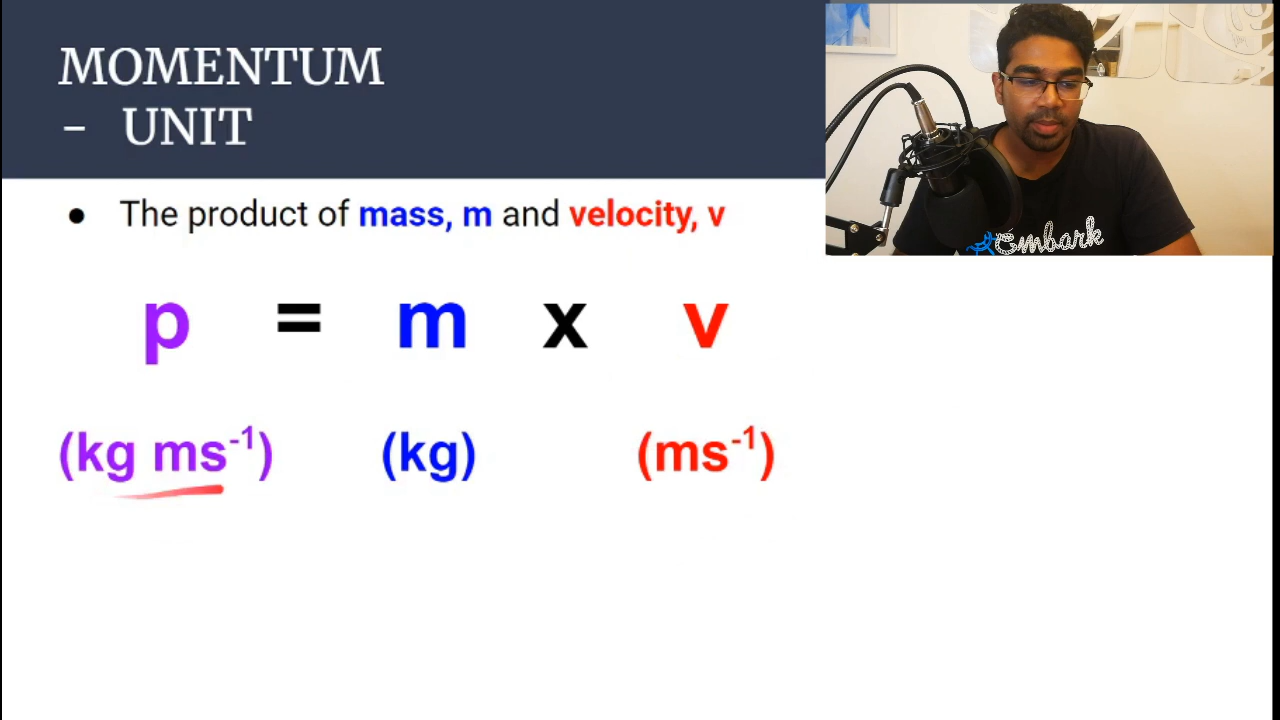 MOMENTUM
- UNIT
● The product of mass, m and velocity, v
p = m x v
(kg ms⁻¹) (kg) (ms⁻¹)
embark